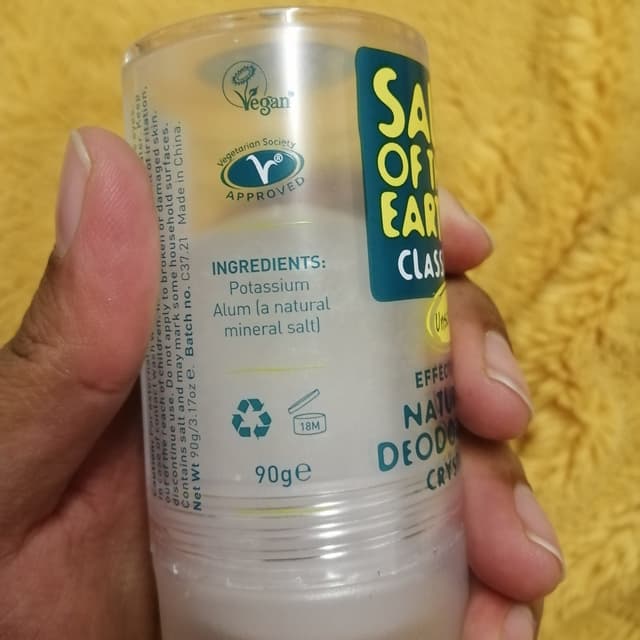 Vegan
Vegetarian Society
V®
APPROVED
INGREDIENTS:
Potassium
Alum (a natural
mineral salt)
18M
90g℮
SA
OF T
EAR
CLASS
EFFEC
NATU
DEODO
CRYS
of irritation,
discontinue use. Do not apply to broken or damaged skin.
Contains salt and may mark some household surfaces.
Net Wt 90g/3.17oz ℮. Batch no. C37.21 Made in China.